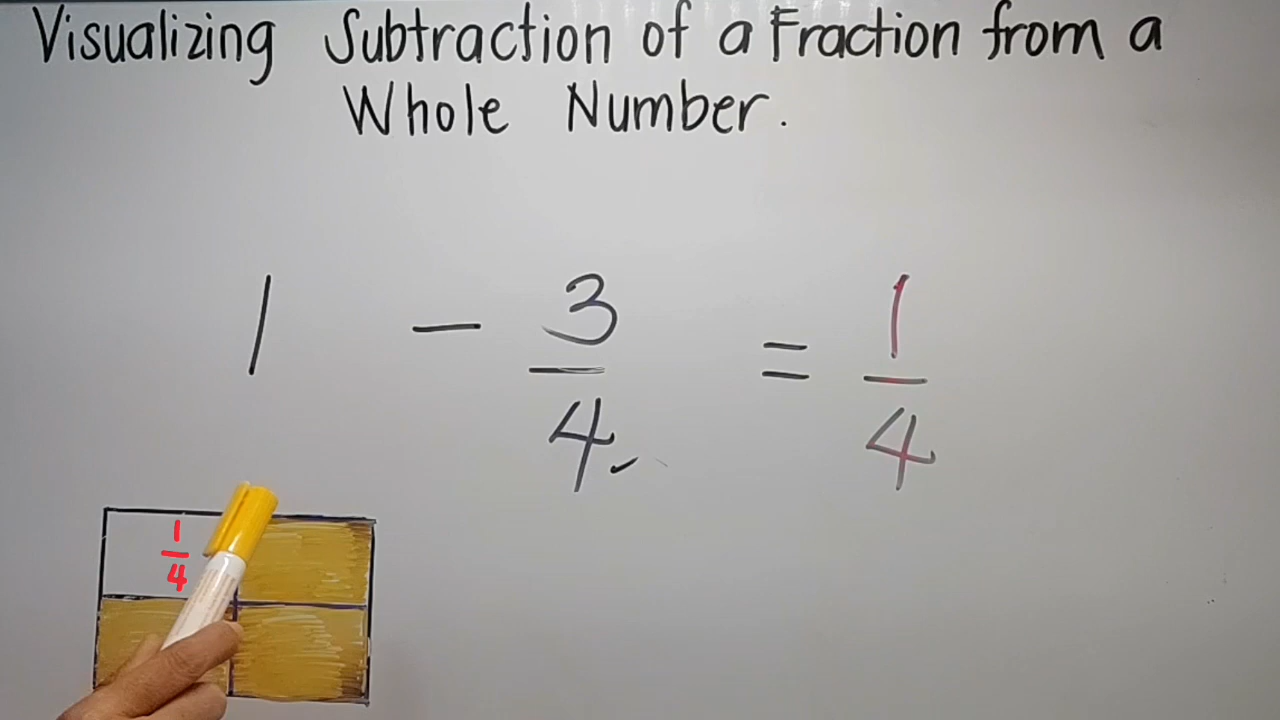 Visualizing Subtraction of a Fraction from a
Whole Number.
1 - 3/4 = 1/4
1/4